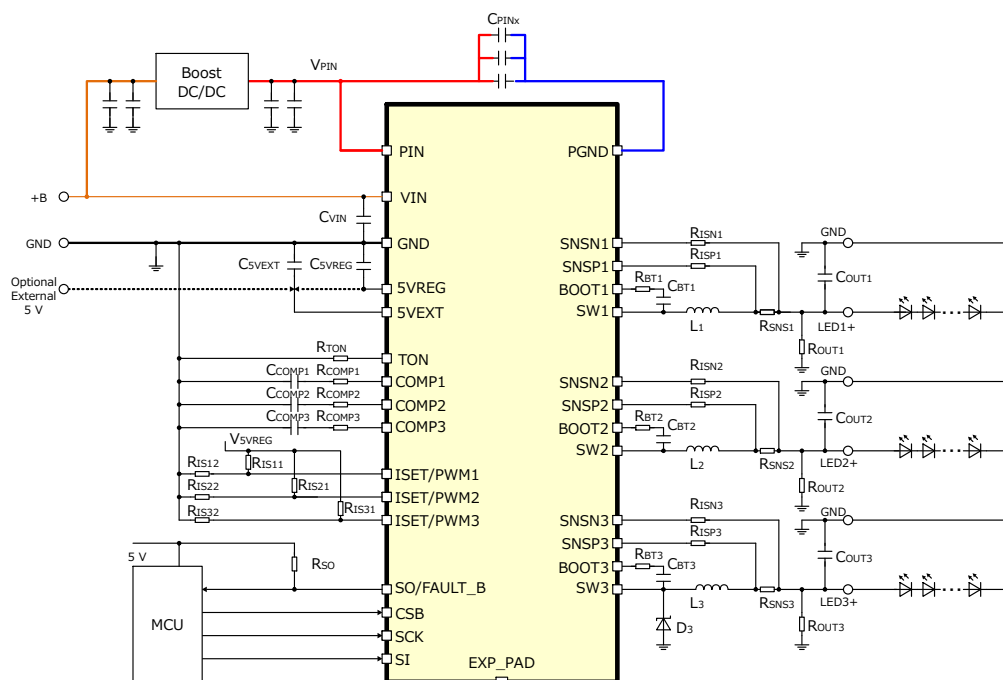 CPINx
Boost
DC/DC
VPIN
PIN
PGND
+B
VIN
CVIN
GND
GND
C5VEXT
C5VREG
Optional
External
5 V
5VREG
5VEXT
RTON
TON
CCOMP1
RCOMP1
COMP1
CCOMP2
RCOMP2
COMP2
CCOMP3
RCOMP3
COMP3
V5VREG
RIS12
RIS11
ISET/PWM1
RIS22
RIS21
ISET/PWM2
RIS32
RIS31
ISET/PWM3
5 V
RSO
MCU
SO/FAULT_B
CSB
SCK
SI
EXP_PAD
SNSN1
RISN1
SNSP1
RISP1
BOOT1
RBT1
CBT1
SW1
L1
RSNS1
GND
COUT1
LED1+
ROUT1
SNSN2
RISN2
SNSP2
RISP2
BOOT2
RBT2
CBT2
SW2
L2
RSNS2
GND
COUT2
LED2+
ROUT2
SNSN3
RISN3
SNSP3
RISP3
BOOT3
RBT3
CBT3
SW3
L3
D3
RSNS3
GND
COUT3
LED3+
ROUT3